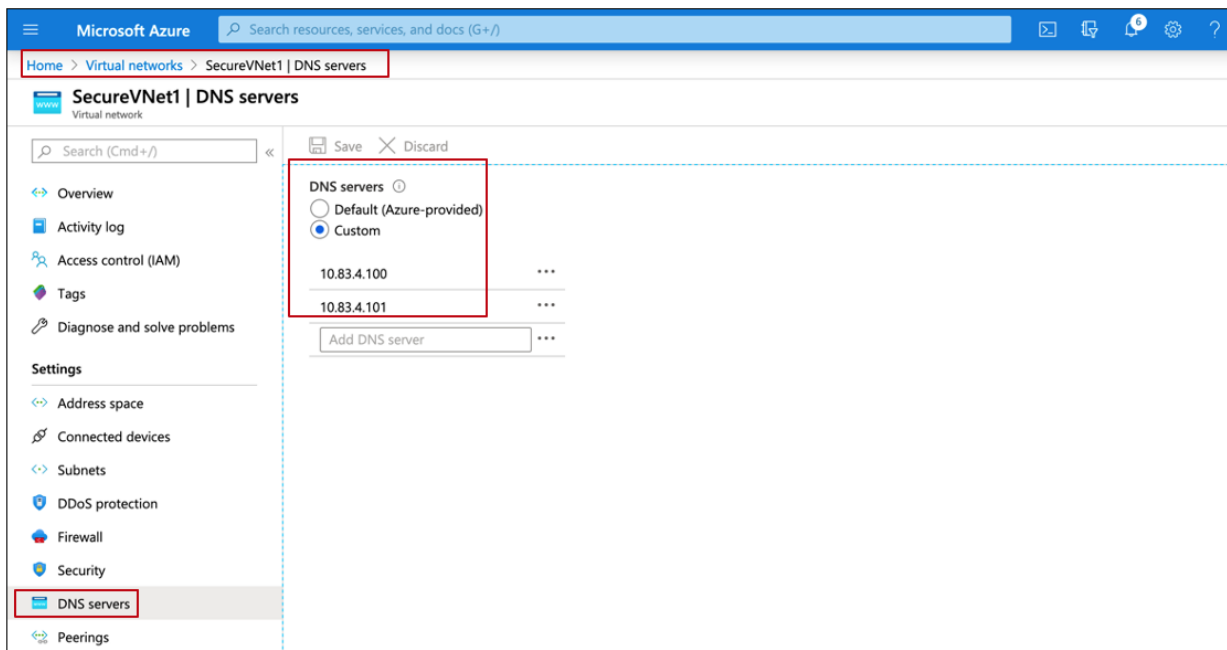 Microsoft Azure
Search resources, services, and docs (G+/)
6
Home > Virtual networks > SecureVNet1 | DNS servers
www
SecureVNet1 | DNS servers
Virtual network
Search (Cmd+/)
Overview
Activity log
Access control (IAM)
Tags
Diagnose and solve problems
Settings
Address space
Connected devices
Subnets
DDoS protection
Firewall
Security
DNS servers
Peerings
Save
Discard
DNS servers
Default (Azure-provided)
Custom
10.83.4.100
10.83.4.101
Add DNS server